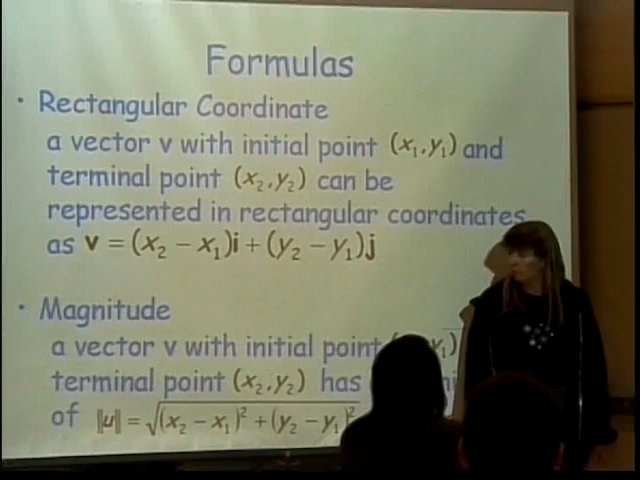 Formulas
• Rectangular Coordinate
a vector v with initial point (x₁,y₁) and
terminal point (x₂,y₂) can be
represented in rectangular coordinates
as v = (x₂ − x₁)i + (y₂ − y₁)j
• Magnitude
a vector v with initial point y₁)
terminal point (x₂,y₂) has
of ‖u‖ = √(x₂ − x₁)² + (y₂ − y₁)²